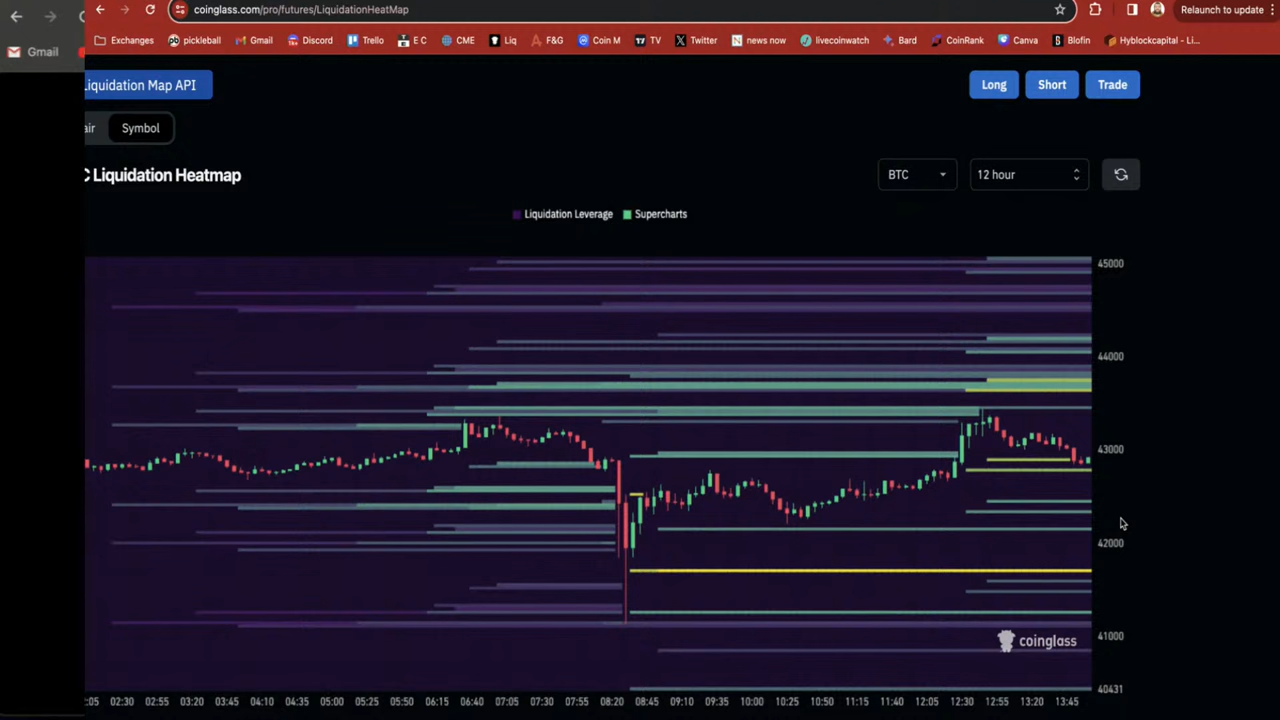 coinglass.com/pro/futures/LiquidationHeatMap
Relaunch to update
Gmail
Exchanges pickleball Gmail Discord Trello E C CME Liq F&G Coin M TV Twitter news now livecoinwatch Bard CoinRank Canva Blofin Hyblockcapital - Li...
Liquidation Map API
Long Short Trade
air Symbol
C Liquidation Heatmap
BTC 12 hour
Liquidation Leverage Supercharts
45000
44000
43000
42000
41000
coinglass
40431
2:05 02:30 02:55 03:20 03:45 04:10 04:35 05:00 05:25 05:50 06:15 06:40 07:05 07:30 07:55 08:20 08:45 09:10 09:35 10:00 10:25 10:50 11:15 11:40 12:05 12:30 12:55 13:20 13:45